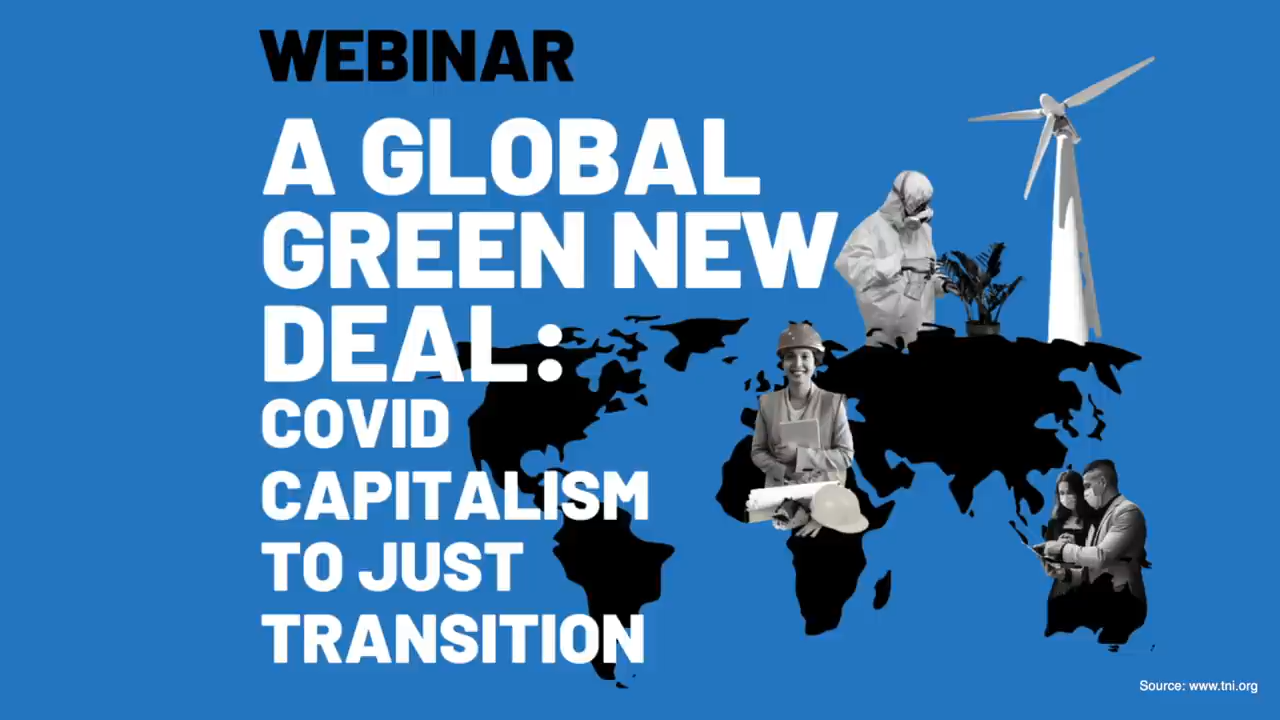 WEBINAR
A GLOBAL
GREEN NEW
DEAL:
COVID
CAPITALISM
TO JUST
TRANSITION
Source: www.tni.org